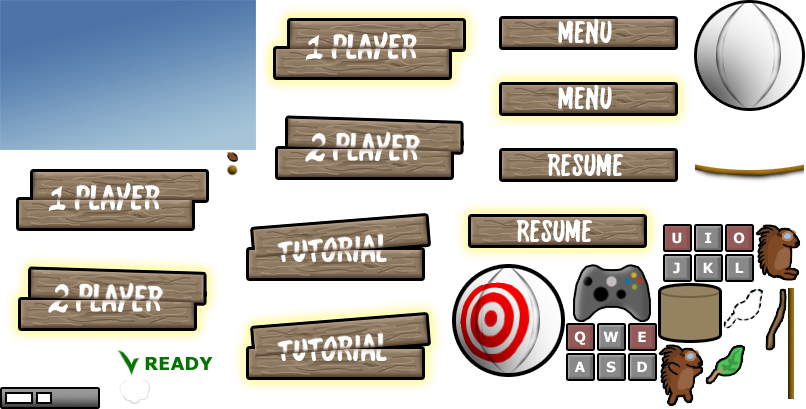 1 PLAYER
MENU
MENU
2 PLAYER
RESUME
1 PLAYER
RESUME
TUTORIAL
U I O
J K L
2 PLAYER
TUTORIAL
Q W E
A S D
READY